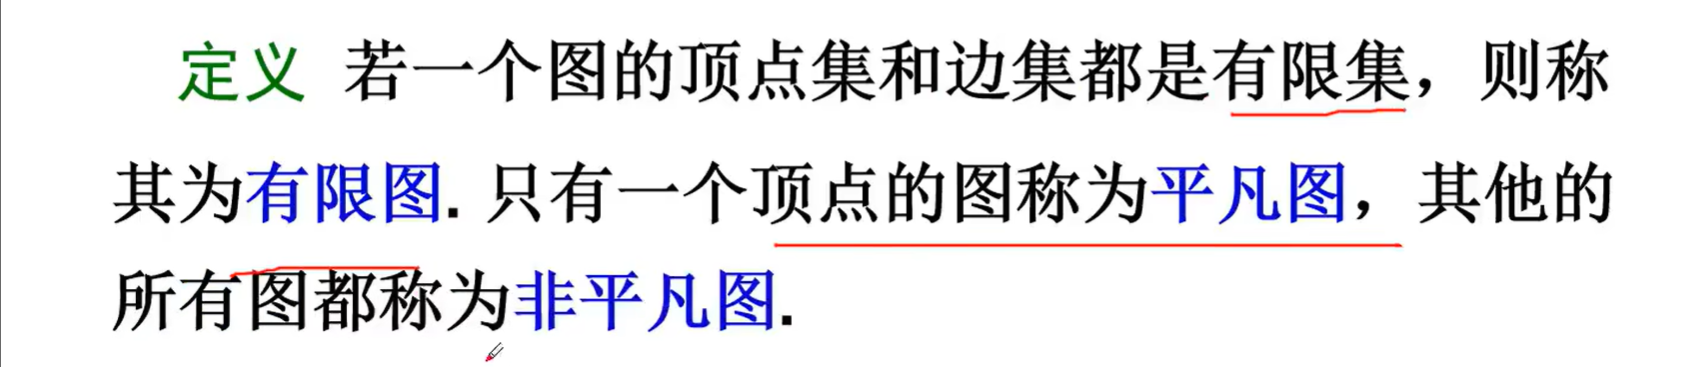 定义 若一个图的顶点集和边集都是有限集，则称
其为有限图. 只有一个顶点的图称为平凡图，其他的
所有图都称为非平凡图.